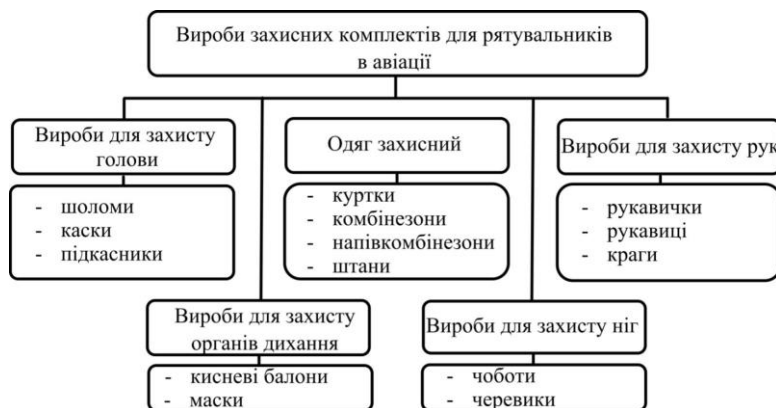 Вироби захисних комплектів для рятувальників
в авіації
Вироби для захисту
голови
- шоломи
- каски
- підкасники
Одяг захисний
- куртки
- комбінезони
- напівкомбінезони
- штани
Вироби для захисту рук
- рукавички
- рукавиці
- краги
Вироби для захисту
органів дихання
- кисневі балони
- маски
Вироби для захисту ніг
- чоботи
- черевики